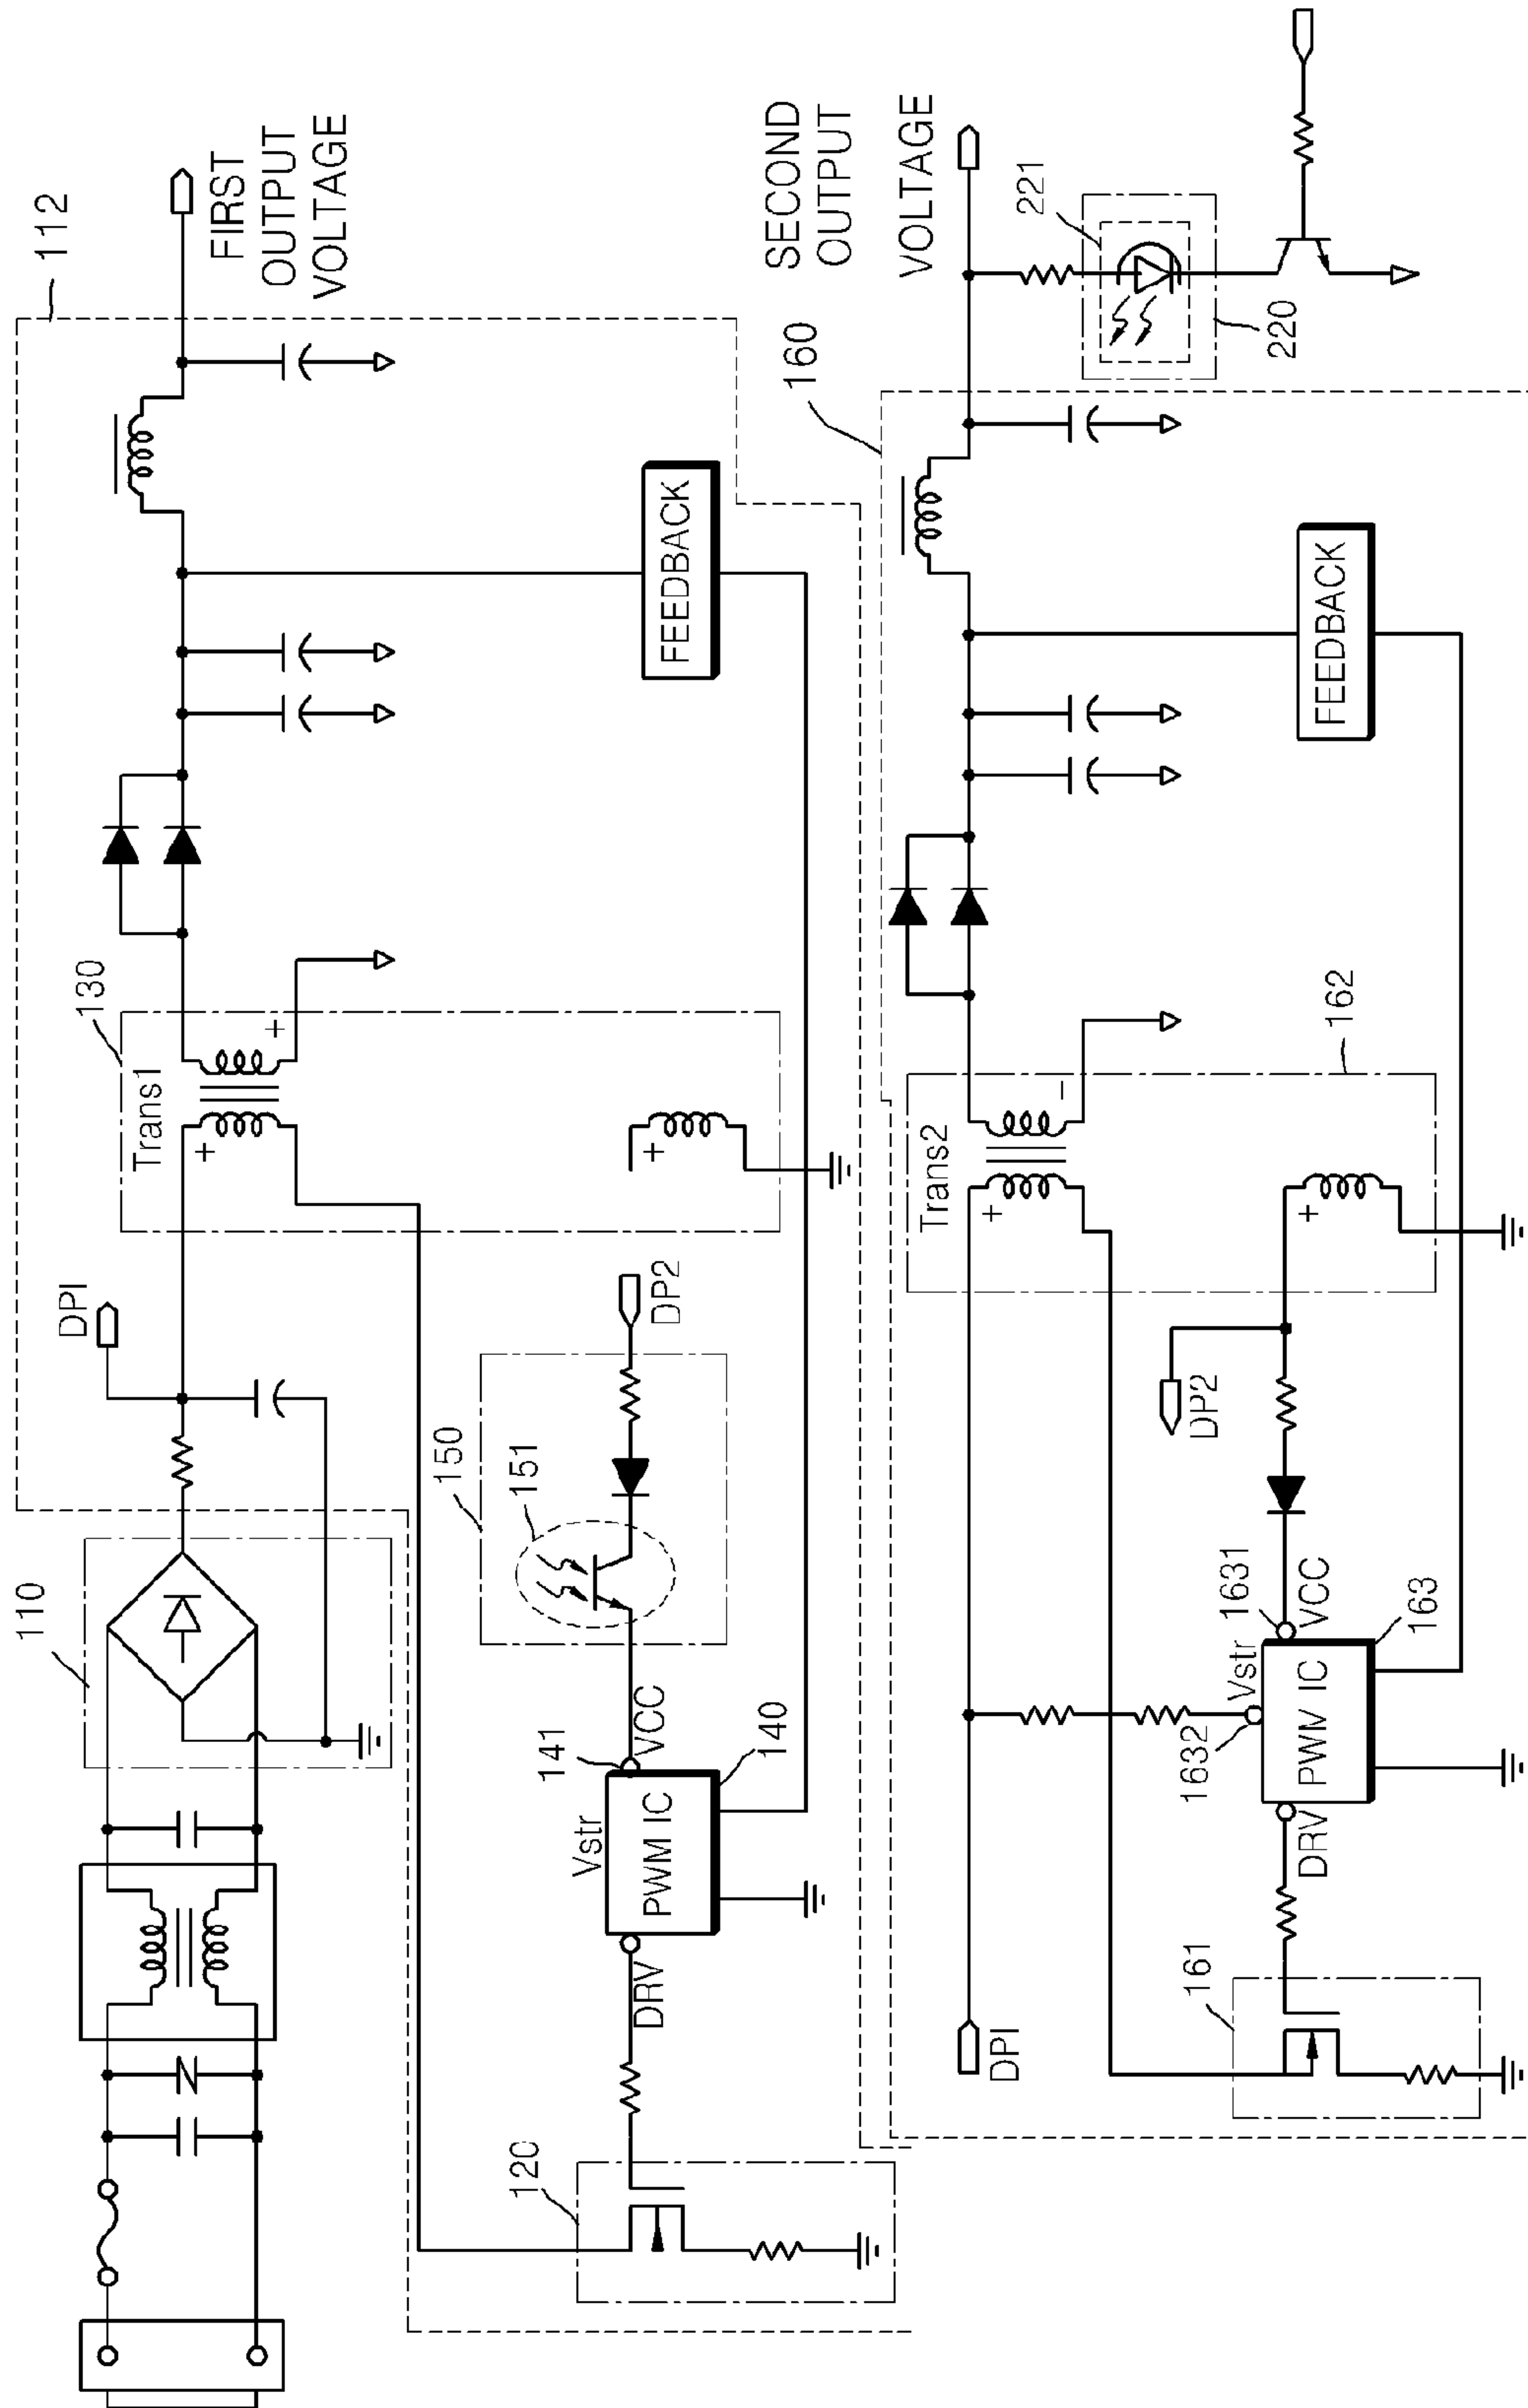 112
FIRST
OUTPUT
VOLTAGE
110
DPI
130
Trans1
+
+
+
FEEDBACK
150
151
DP2
141
VCC
Vstr
PWM IC
140
DRV
120
SECOND
OUTPUT
VOLTAGE
160
221
220
DPI
162
Trans2
+
-
+
FEEDBACK
DP2
1631
VCC
Vstr
1632
PWM IC
163
DRV
161